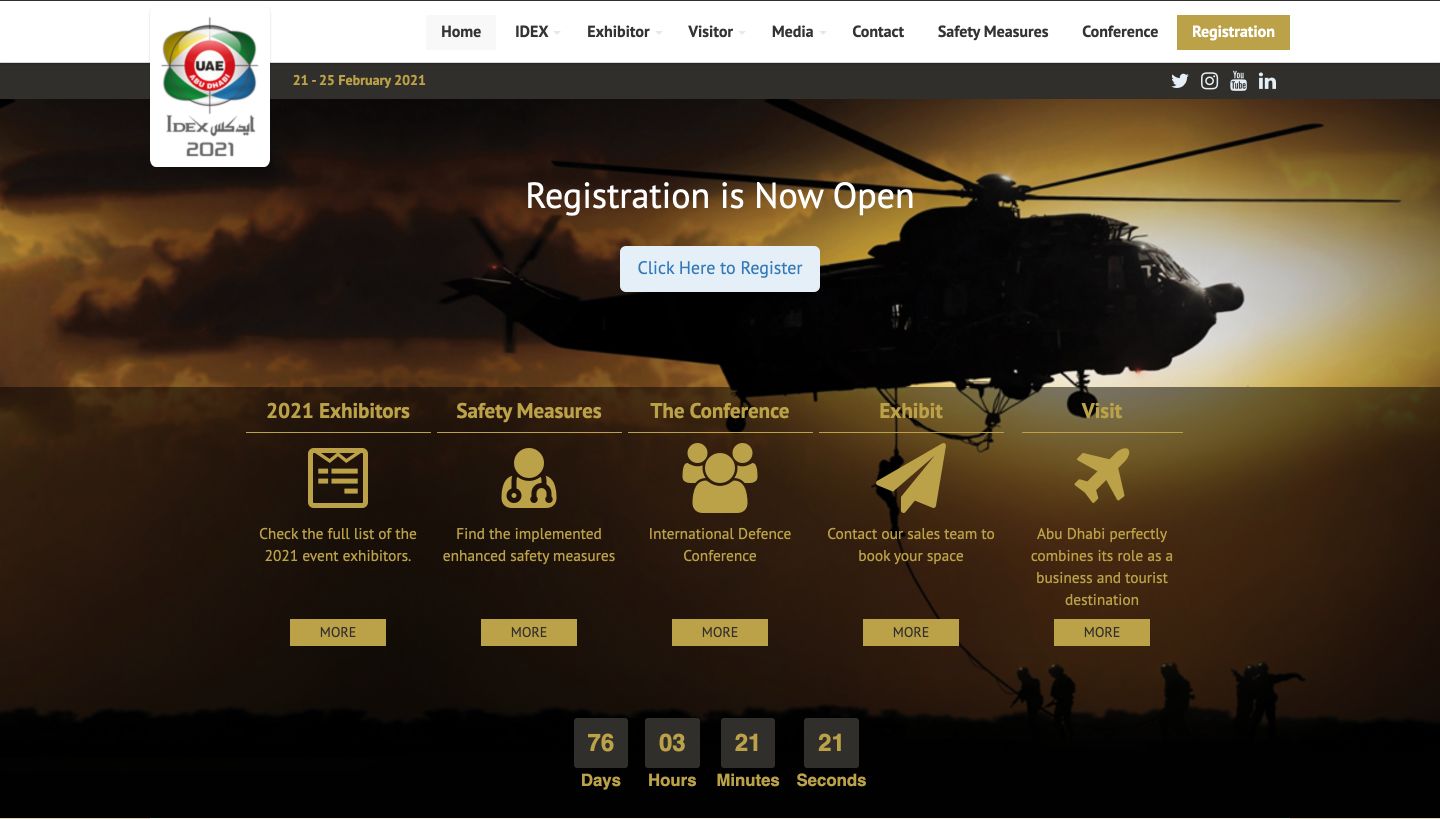 Home IDEX Exhibitor Visitor Media Contact Safety Measures Conference Registration
UAE
ABU DHABI
IDEX ايدكس
2021
21 - 25 February 2021
You
Tube
in
Registration is Now Open
Click Here to Register
2021 Exhibitors
Check the full list of the
2021 event exhibitors.
MORE
Safety Measures
Find the implemented
enhanced safety measures
MORE
The Conference
International Defence
Conference
MORE
Exhibit
Contact our sales team to
book your space
MORE
Visit
Abu Dhabi perfectly
combines its role as a
business and tourist
destination
MORE
76 03 21 21
Days Hours Minutes Seconds